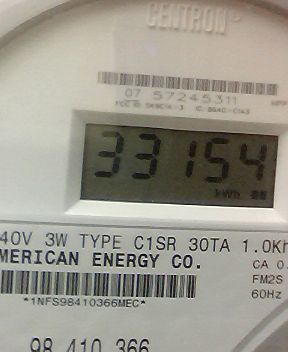 CENTRON
07 57245311
33154
kWh
40V 3W TYPE C1SR 30TA 1.0Kh
MERICAN ENERGY CO.
CA 0.
FM2S
60Hz
*1NFS98410366MEC*
98 410 366